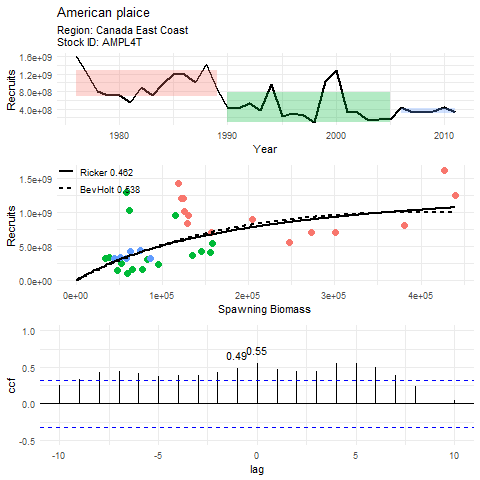 American plaice
Region: Canada East Coast
Stock ID: AMPL4T
Recruits
1.6e+09
1.2e+09
8.0e+08
4.0e+08
1980
1990
2000
2010
Year
Recruits
1.5e+09
1.0e+09
5.0e+08
0.0e+00
Ricker 0.462
BevHolt 0.538
0e+00
1e+05
2e+05
3e+05
4e+05
Spawning Biomass
ccf
1.0
0.5
0.0
-0.5
0.49
0.55
-10
-5
0
5
10
lag